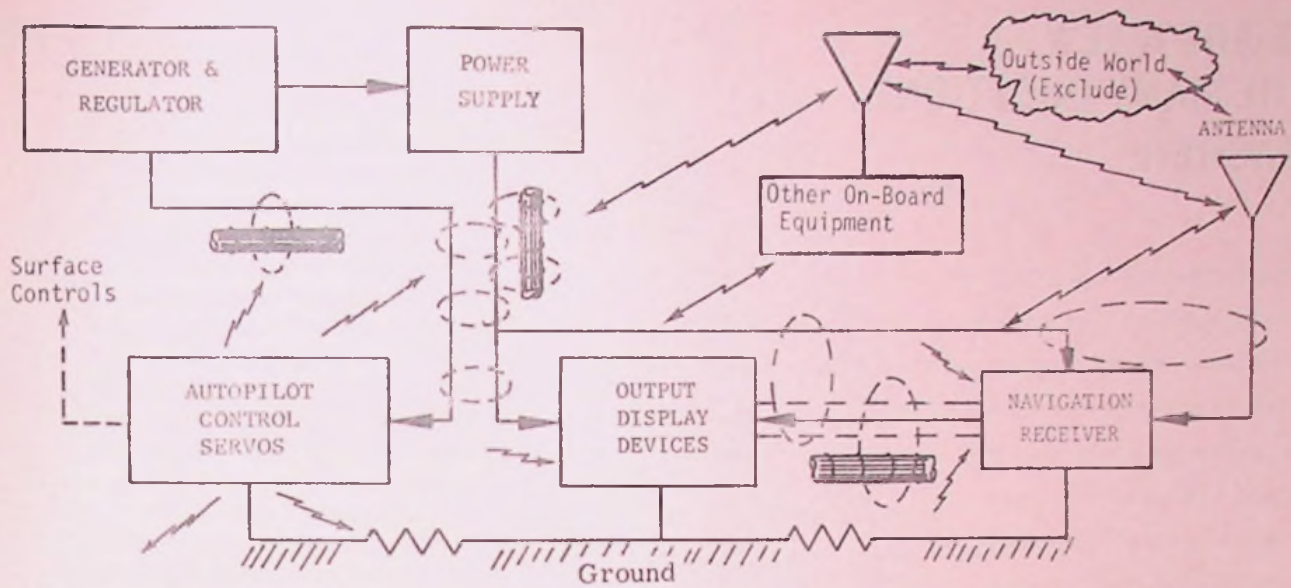 GENERATOR &
REGULATOR
POWER
SUPPLY
Outside World
(Exclude)
ANTENNA
Other On-Board
Equipment
Surface
Controls
AUTOPILOT
CONTROL
SERVOS
OUTPUT
DISPLAY
DEVICES
NAVIGATION
RECEIVER
Ground